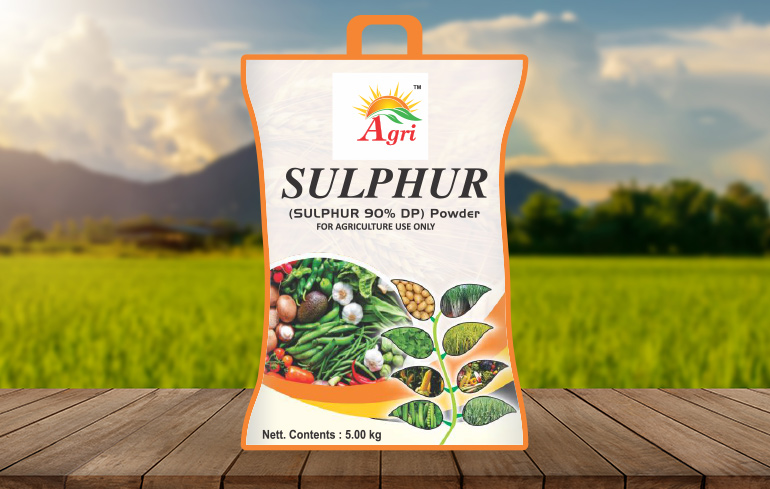 TM
Agri
SULPHUR
(SULPHUR 90% DP) Powder
FOR AGRICULTURE USE ONLY
Nett. Contents : 5.00 kg